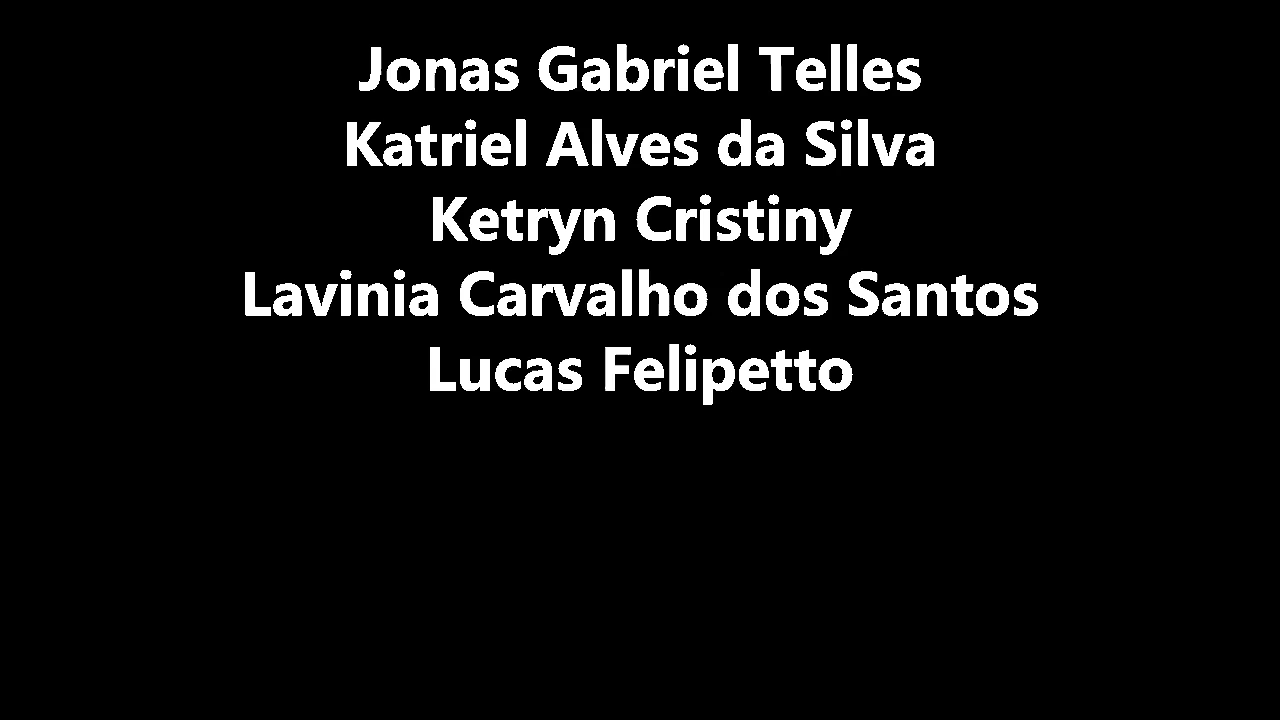 Jonas Gabriel Telles
Katriel Alves da Silva
Ketryn Cristiny
Lavinia Carvalho dos Santos
Lucas Felipetto